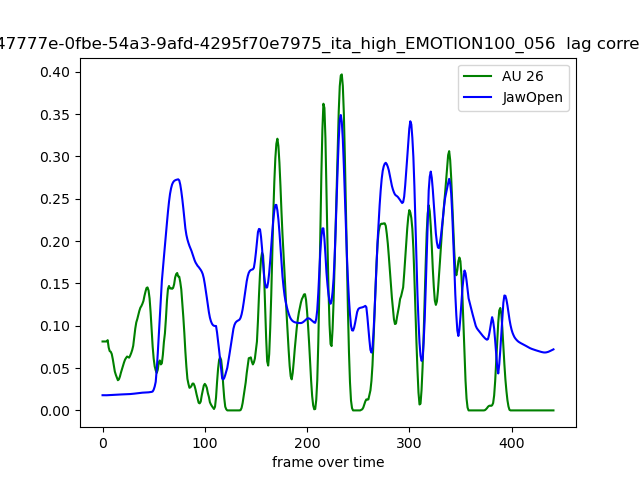 47777e-0fbe-54a3-9afd-4295f70e7975_ita_high_EMOTION100_056 lag corre
AU 26
JawOpen
0.40
0.35
0.30
0.25
0.20
0.15
0.10
0.05
0.00
0 100 200 300 400
frame over time